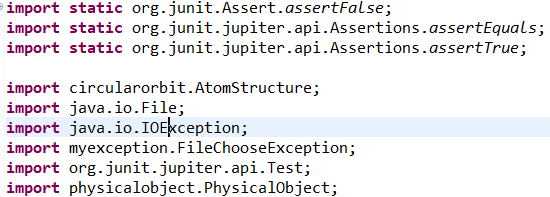 import static org.junit.Assert.assertFalse;
import static org.junit.jupiter.api.Assertions.assertEquals;
import static org.junit.jupiter.api.Assertions.assertTrue;
import circularorbit.AtomStructure;
import java.io.File;
import java.io.IOException;
import myexception.FileChooseException;
import org.junit.jupiter.api.Test;
import physicalobject.PhysicalObject;